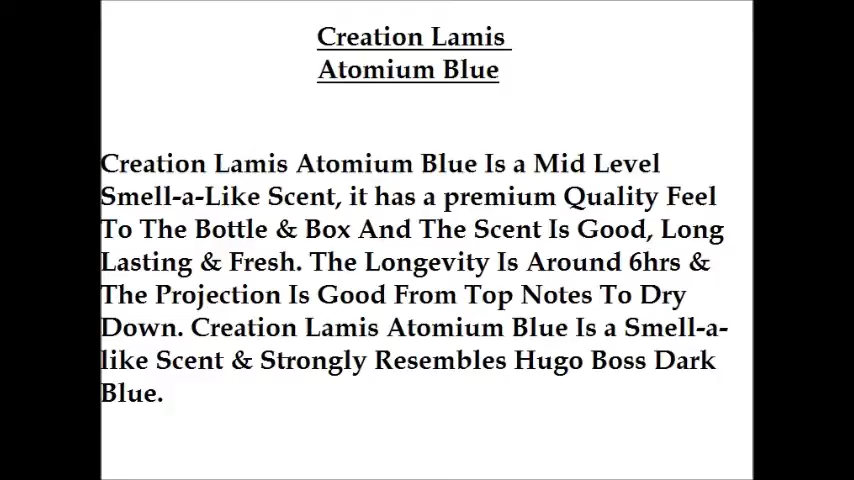 Creation Lamis
Atomium Blue
Creation Lamis Atomium Blue Is a Mid Level
Smell-a-Like Scent, it has a premium Quality Feel
To The Bottle & Box And The Scent Is Good, Long
Lasting & Fresh. The Longevity Is Around 6hrs &
The Projection Is Good From Top Notes To Dry
Down. Creation Lamis Atomium Blue Is a Smell-a-
like Scent & Strongly Resembles Hugo Boss Dark
Blue.